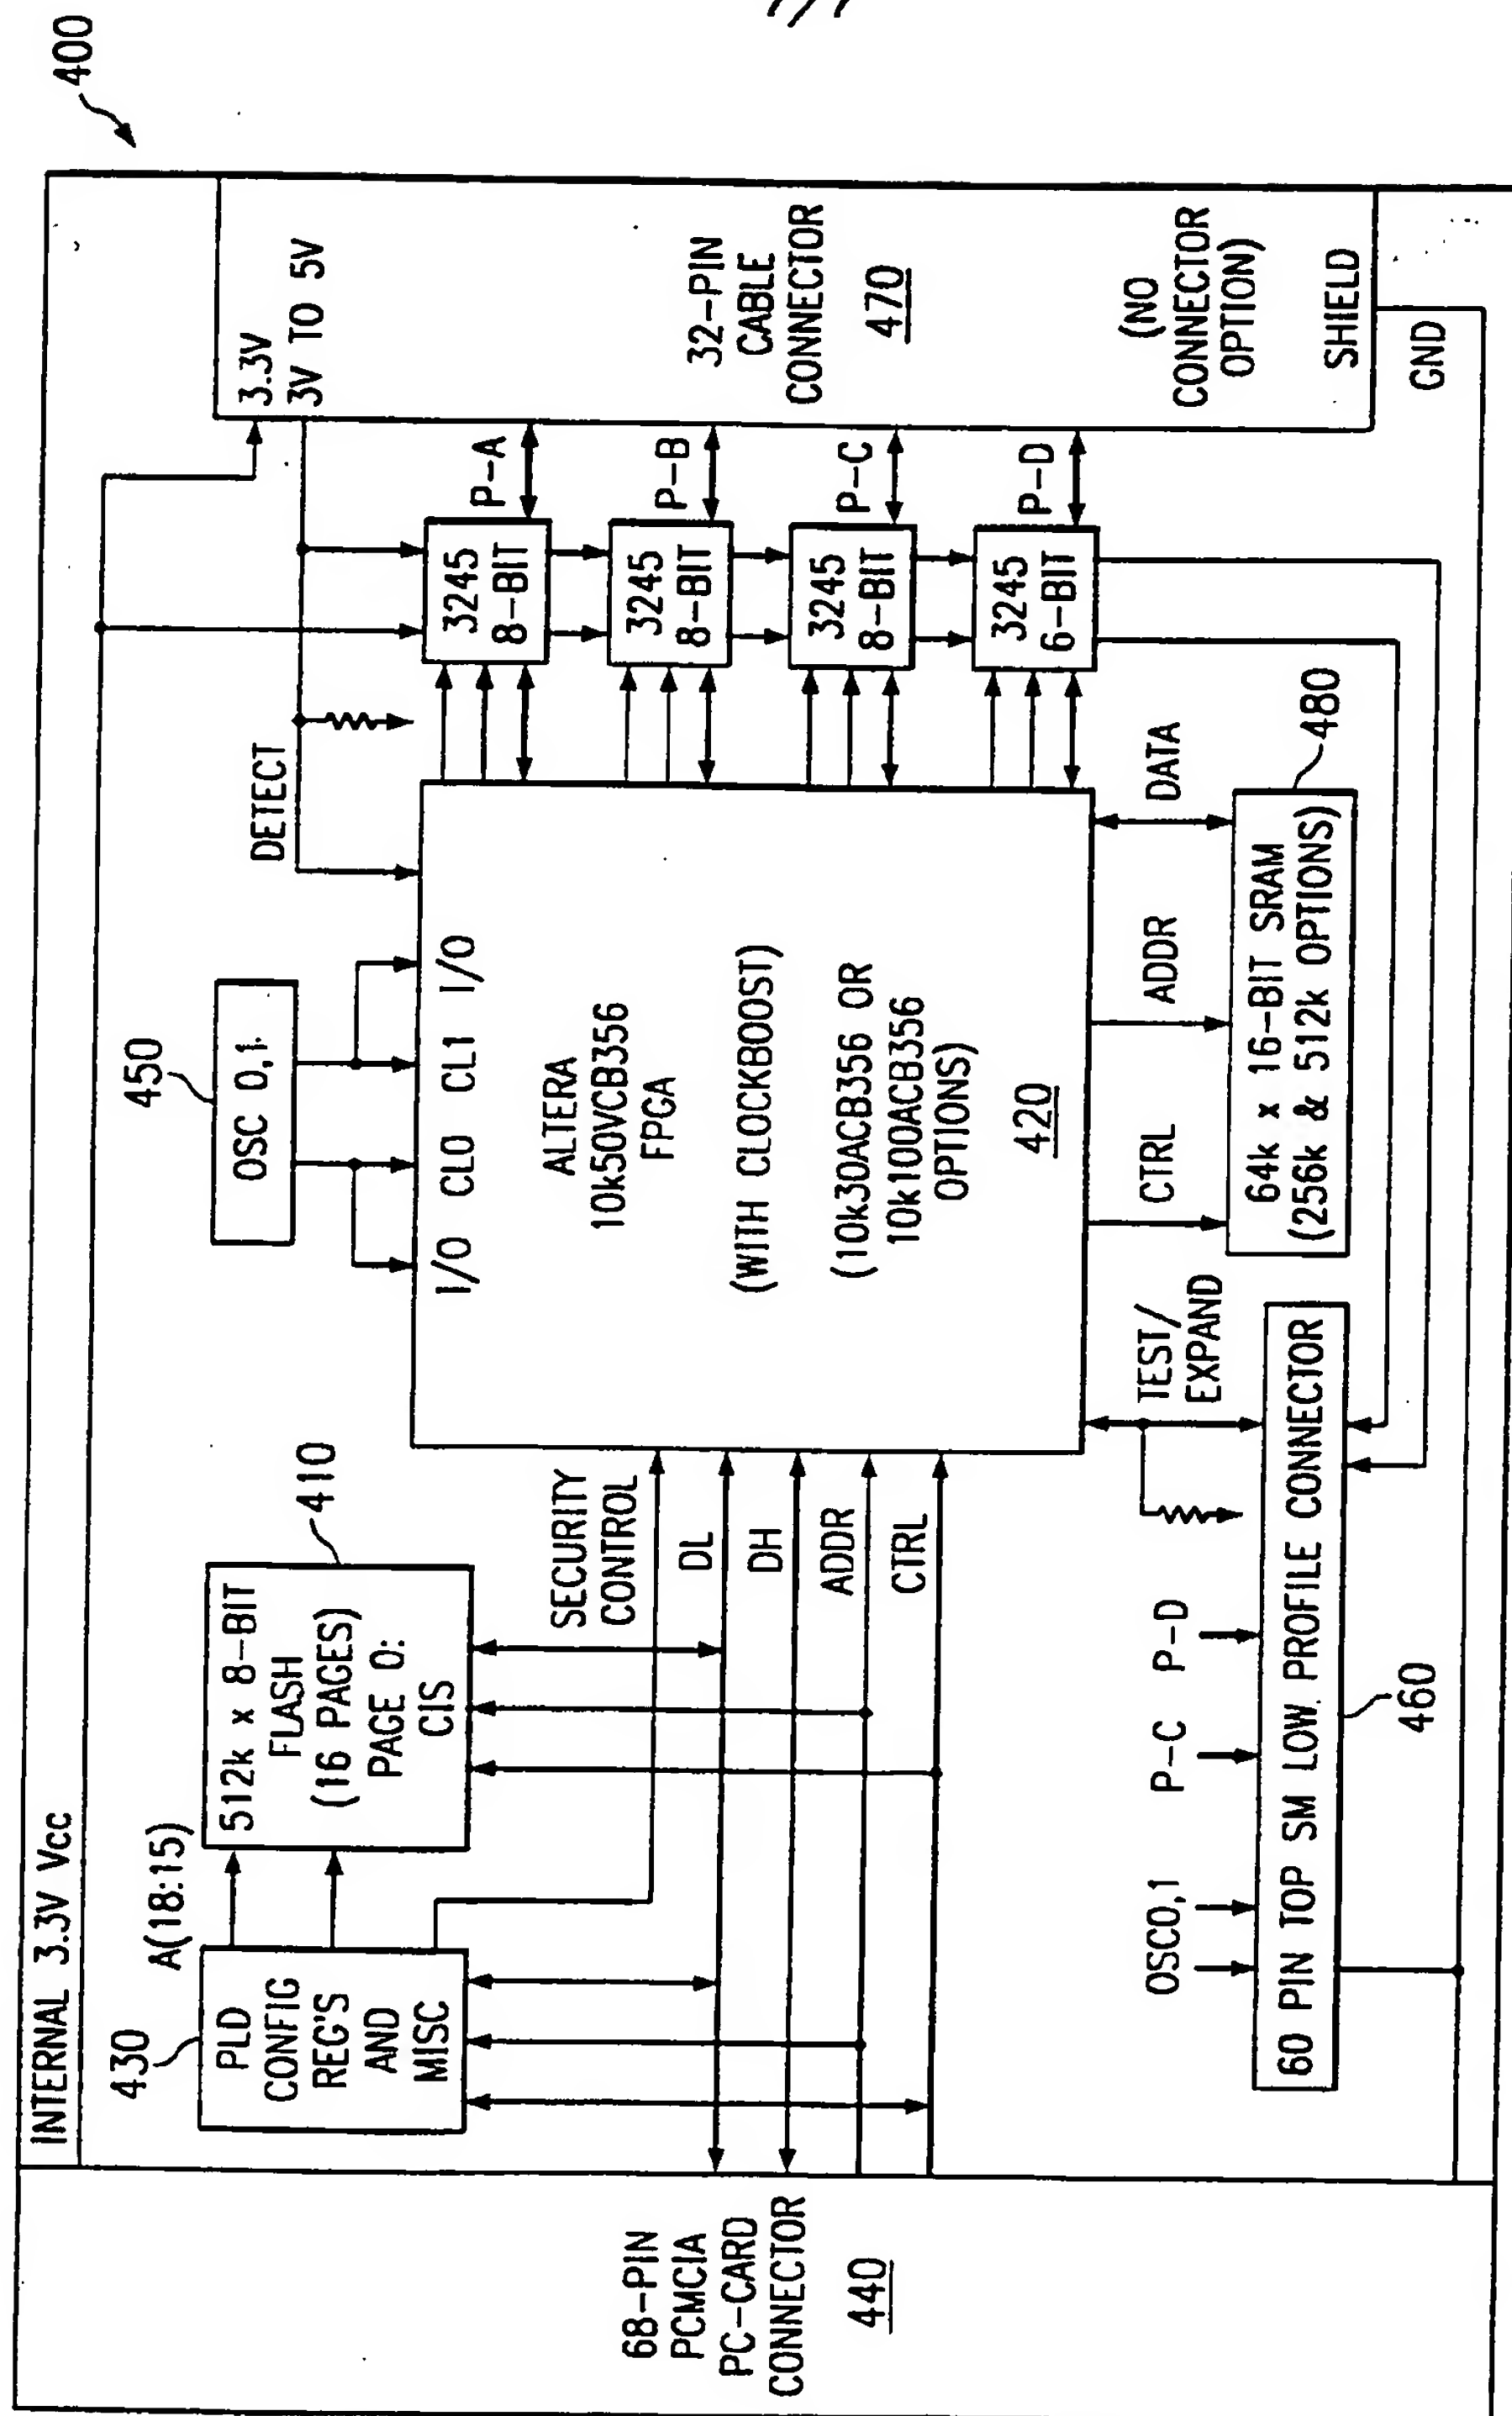 400
INTERNAL 3.3V Vcc
68-PIN
PCMCIA
PC-CARD
CONNECTOR
440
430
PLD
CONFIG
REG'S
AND
MISC
A(18:15)
410
512k x 8-BIT
FLASH
(16 PAGES)
PAGE 0:
CIS
SECURITY
CONTROL
DL
DH
ADDR
CTRL
450
OSC 0,1
I/O CL0 CL1 I/O
ALTERA
10k50VCB356
FPGA
(WITH CLOCKBOOST)
(10k30ACB356 OR
10k100ACB356
OPTIONS)
420
DETECT
3245
8-BIT
P-A
3245
8-BIT
P-B
3245
8-BIT
P-C
3245
6-BIT
P-D
3.3V
3V TO 5V
32-PIN
CABLE
CONNECTOR
470
(NO
CONNECTOR
OPTION)
SHIELD
GND
OSC0,1
P-C
P-D
TEST/
EXPAND
60 PIN TOP SM LOW PROFILE CONNECTOR
460
CTRL
ADDR
DATA
64k x 16-BIT SRAM
(256k & 512k OPTIONS)
480